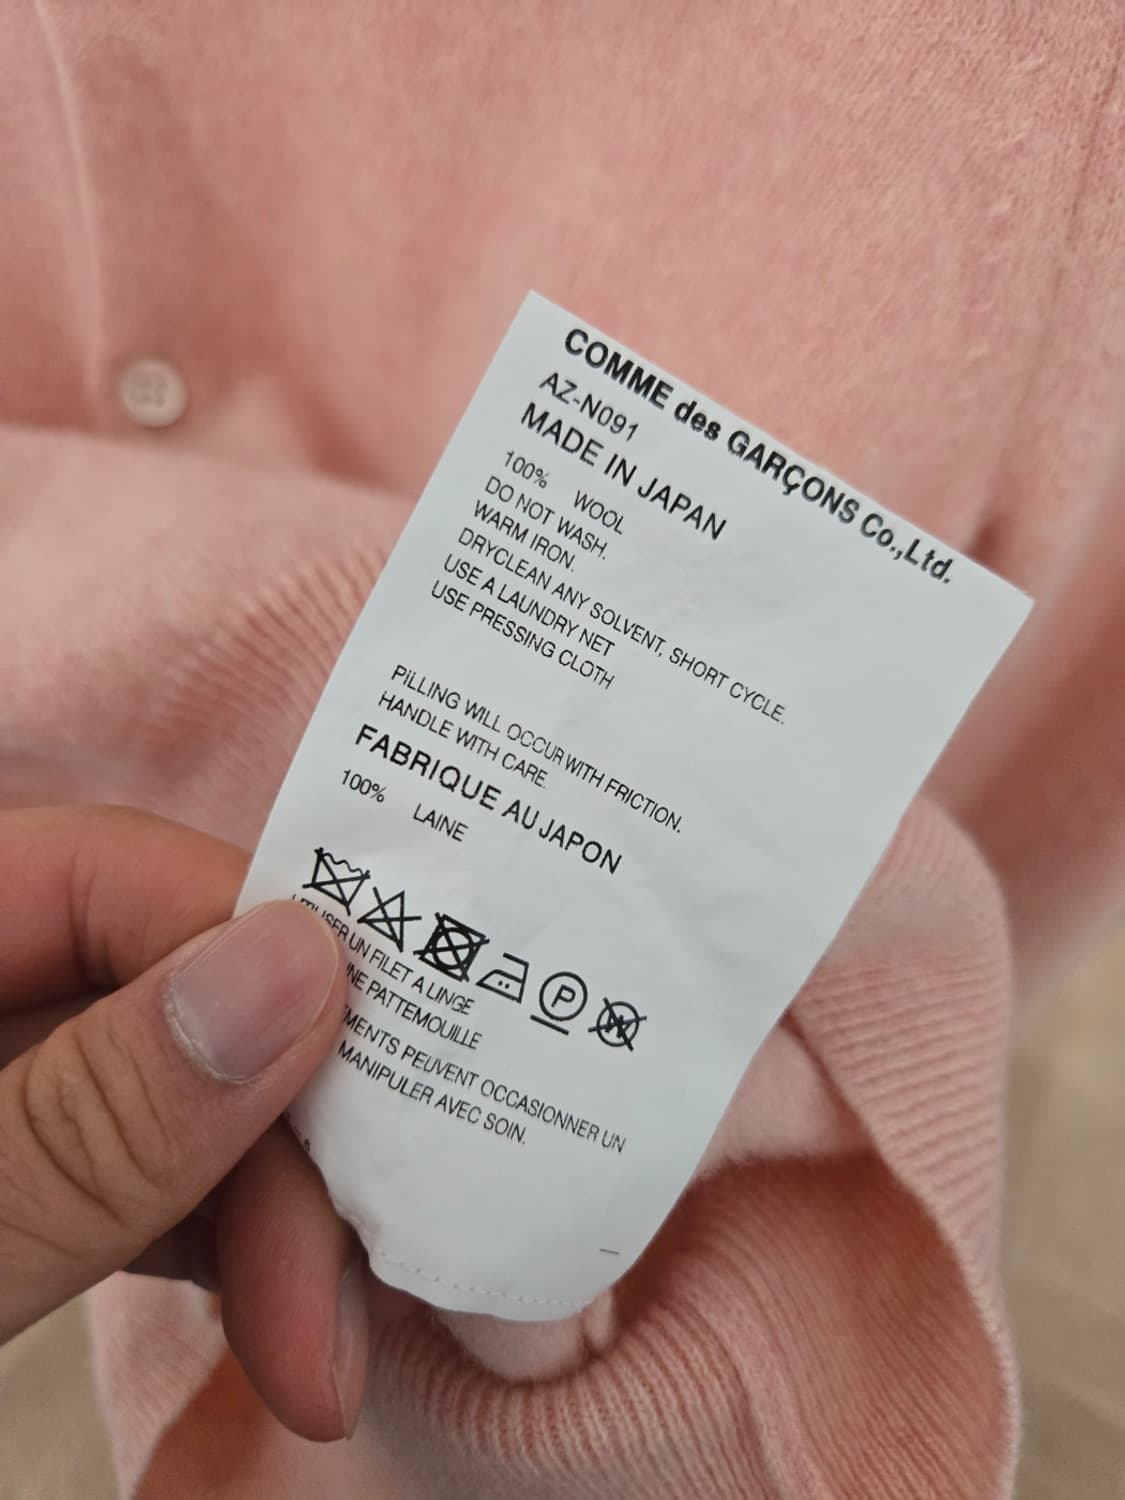 COMME des GARÇONS Co.,Ltd.
AZ-N091
MADE IN JAPAN
100% WOOL
DO NOT WASH.
WARM IRON.
DRYCLEAN ANY SOLVENT, SHORT CYCLE.
USE A LAUNDRY NET
USE PRESSING CLOTH
PILLING WILL OCCUR WITH FRICTION.
HANDLE WITH CARE.
FABRIQUE AU JAPON
100% LAINE
P W
UN FILET A LINGE
PATTEMOUILLE
PEUVENT OCCASIONNER UN
MANIPULER AVEC SOIN.